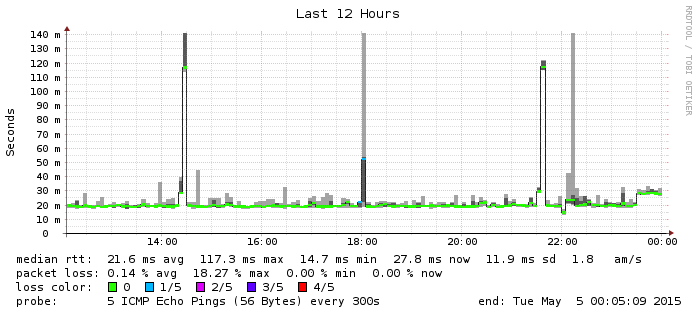 Last 12 Hours
RRDTOOL / TOBI OETIKER
Seconds
140 m
130 m
120 m
110 m
100 m
90 m
80 m
70 m
60 m
50 m
40 m
30 m
20 m
10 m
0
14:00 16:00 18:00 20:00 22:00 00:00
median rtt: 21.6 ms avg 117.3 ms max 14.7 ms min 27.8 ms now 11.9 ms sd 1.8 am/s
packet loss: 0.14 % avg 18.27 % max 0.00 % min 0.00 % now
loss color: 0 1/5 2/5 3/5 4/5
probe: 5 ICMP Echo Pings (56 Bytes) every 300s end: Tue May 5 00:05:09 2015